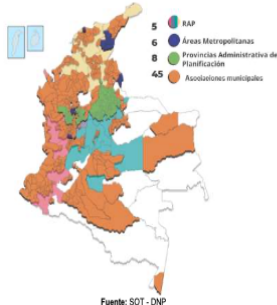 5 RAP
6 Áreas Metropolitanas
8 Provincias Administrativa de
Planificación
45 Asociaciones municipales
Fuente: SOT - DNP